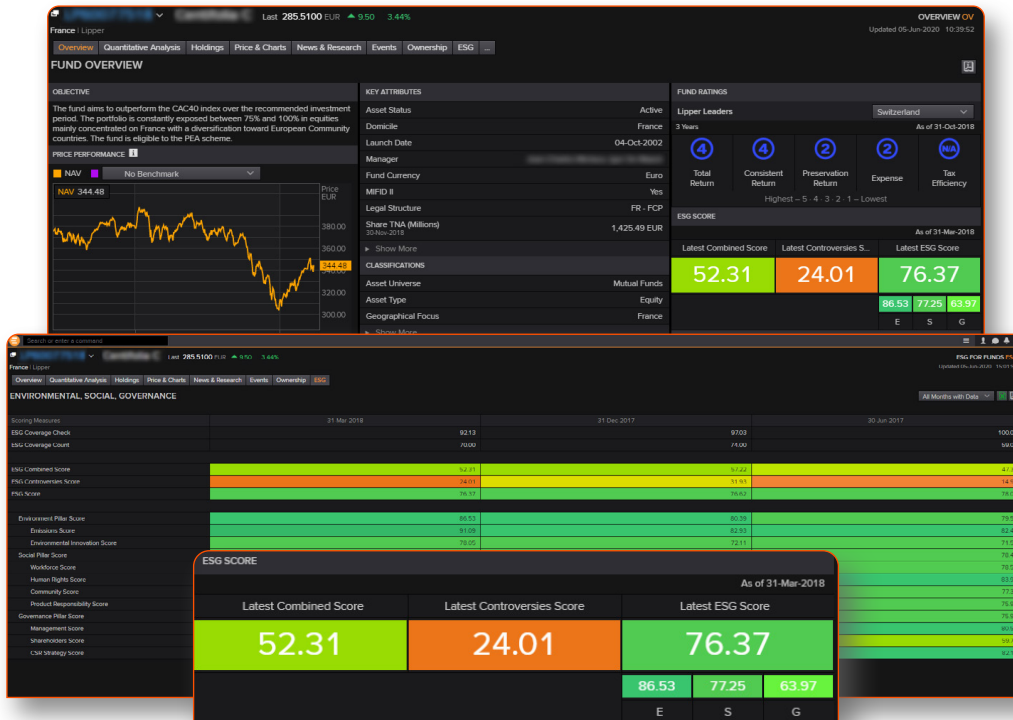 Last 285.5100 EUR 9.50 3.44%
OVERVIEW OV
France | Lipper
Updated 05-Jun-2020 10:39:52
Overview Quantitative Analysis Holdings Price & Charts News & Research Events Ownership ESG ...
FUND OVERVIEW
OBJECTIVE
The fund aims to outperform the CAC40 index over the recommended investment
period. The portfolio is constantly exposed between 75% and 100% in equities
mainly concentrated on France with a diversification toward European Community
countries. The fund is eligible to the PEA scheme.
PRICE PERFORMANCE i
NAV No Benchmark
NAV 344.48
Price
EUR
380.00
360.00
344.48
320.00
300.00
KEY ATTRIBUTES
Asset Status Active
Domicile France
Launch Date 04-Oct-2002
Manager
Fund Currency Euro
MIFID II Yes
Legal Structure FR - FCP
Share TNA (Millions) 1,425.49 EUR
30-Nov-2018
Show More
CLASSIFICATIONS
Asset Universe Mutual Funds
Asset Type Equity
Geographical Focus France
Show More
FUND RATINGS
Lipper Leaders Switzerland
3 Years As of 31-Oct-2018
4 4 2 2 N/A
Total Return
Consistent Return
Preservation Return
Expense
Tax Efficiency
Highest – 5 · 4 · 3 · 2 · 1 – Lowest
ESG SCORE
As of 31-Mar-2018
Latest Combined Score Latest Controversies S... Latest ESG Score
52.31 24.01 76.37
86.53 77.25 63.97
E S G
Search or enter a command
Last 285.5100 EUR 9.50 3.44%
ESG FOR FUNDS
France | Lipper
Updated 05-Jun-2020
Overview Quantitative Analysis Holdings Price & Charts News & Research Events Ownership ESG
ENVIRONMENTAL, SOCIAL, GOVERNANCE
All Months with Data
Scoring Measures 31 Mar 2018 31 Dec 2017 30 Jun 2017
ESG Coverage Check 92.13 97.03
ESG Coverage Count 70.00 74.00
ESG Combined Score 52.31 57.22
ESG Controversies Score 24.01 31.93
ESG Score 76.37 76.62
Environment Pillar Score 86.53 80.39
Emissions Score 91.09 82.93
Environmental Innovation Score 78.05 72.11
Social Pillar Score
Workforce Score
Human Rights Score
Community Score
Product Responsibility Score
Governance Pillar Score
Management Score
Shareholders Score
CSR Strategy Score
ESG SCORE
As of 31-Mar-2018
Latest Combined Score Latest Controversies Score Latest ESG Score
52.31 24.01 76.37
86.53 77.25 63.97
E S G